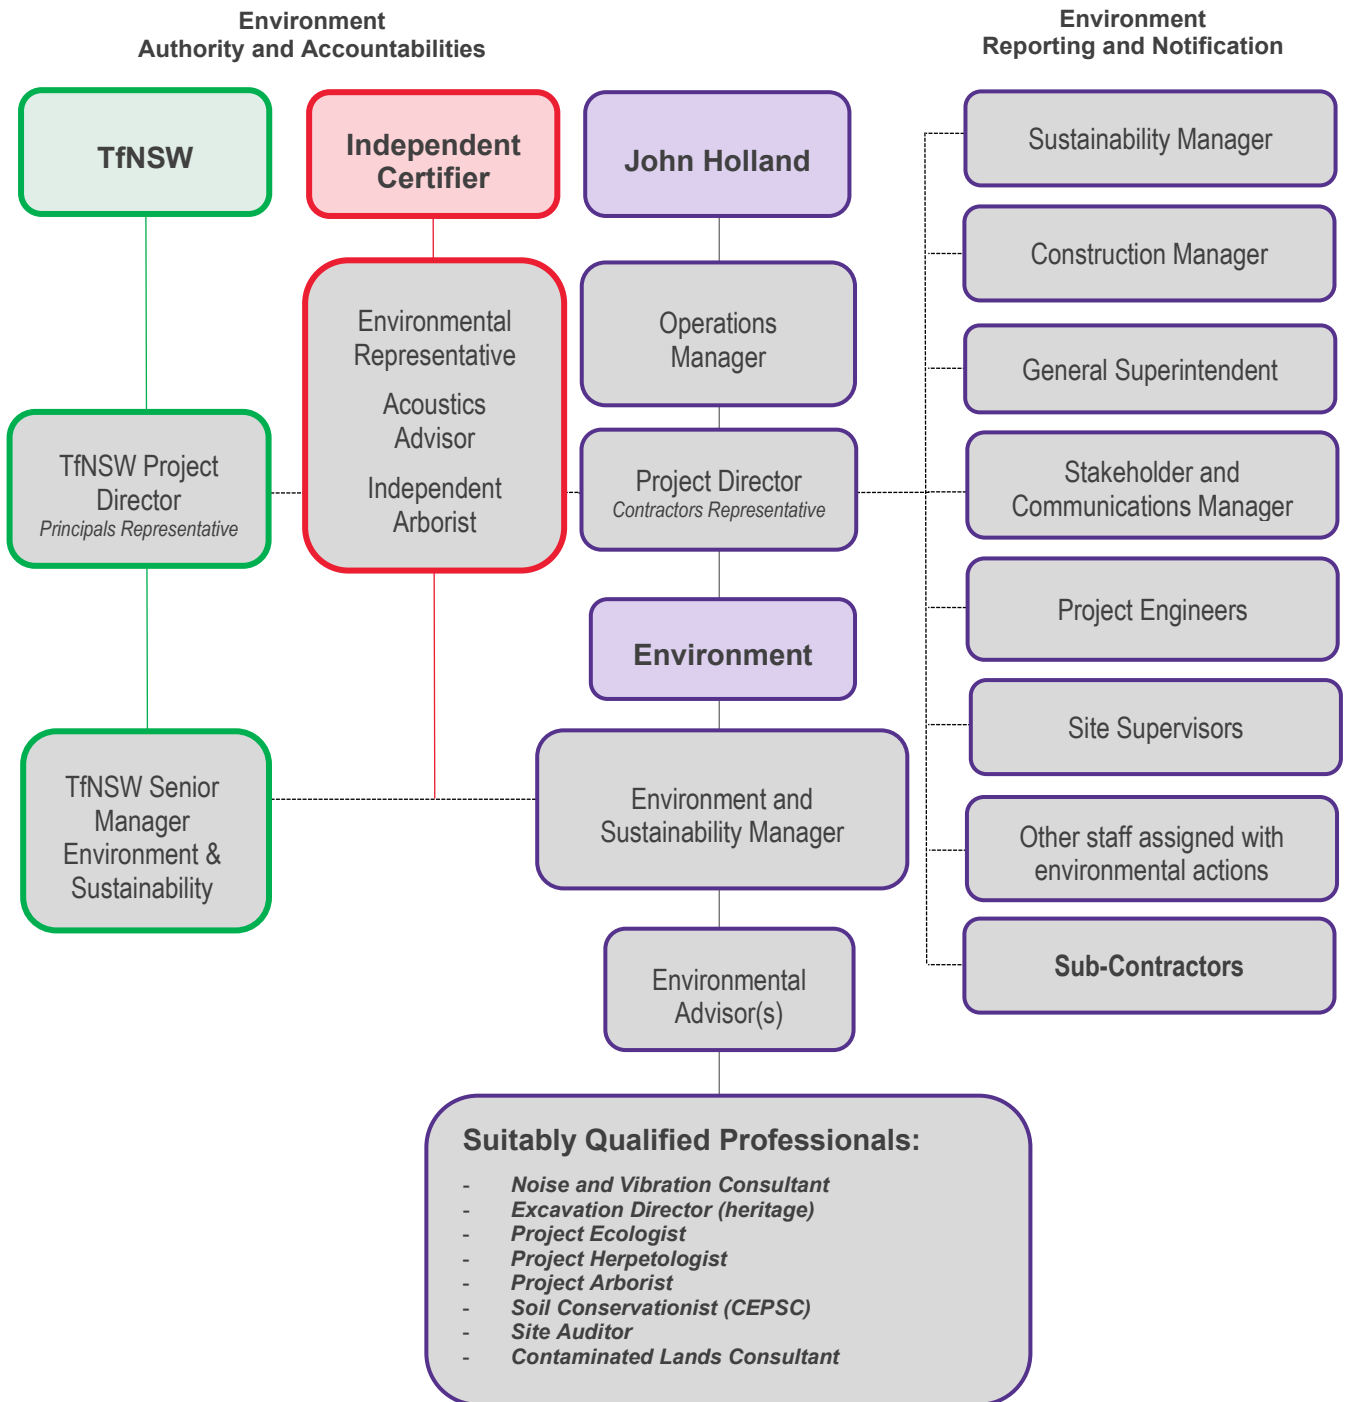 Environment
Authority and Accountabilities
Environment
Reporting and Notification
TfNSW
Independent
Certifier
John Holland
Environmental
Representative
Acoustics
Advisor
Independent
Arborist
Operations
Manager
TfNSW Project
Director
Principals Representative
Project Director
Contractors Representative
Environment
TfNSW Senior
Manager
Environment &
Sustainability
Environment and
Sustainability Manager
Environmental
Advisor(s)
Suitably Qualified Professionals:
- Noise and Vibration Consultant
- Excavation Director (heritage)
- Project Ecologist
- Project Herpetologist
- Project Arborist
- Soil Conservationist (CEPSC)
- Site Auditor
- Contaminated Lands Consultant
Sustainability Manager
Construction Manager
General Superintendent
Stakeholder and
Communications Manager
Project Engineers
Site Supervisors
Other staff assigned with
environmental actions
Sub-Contractors